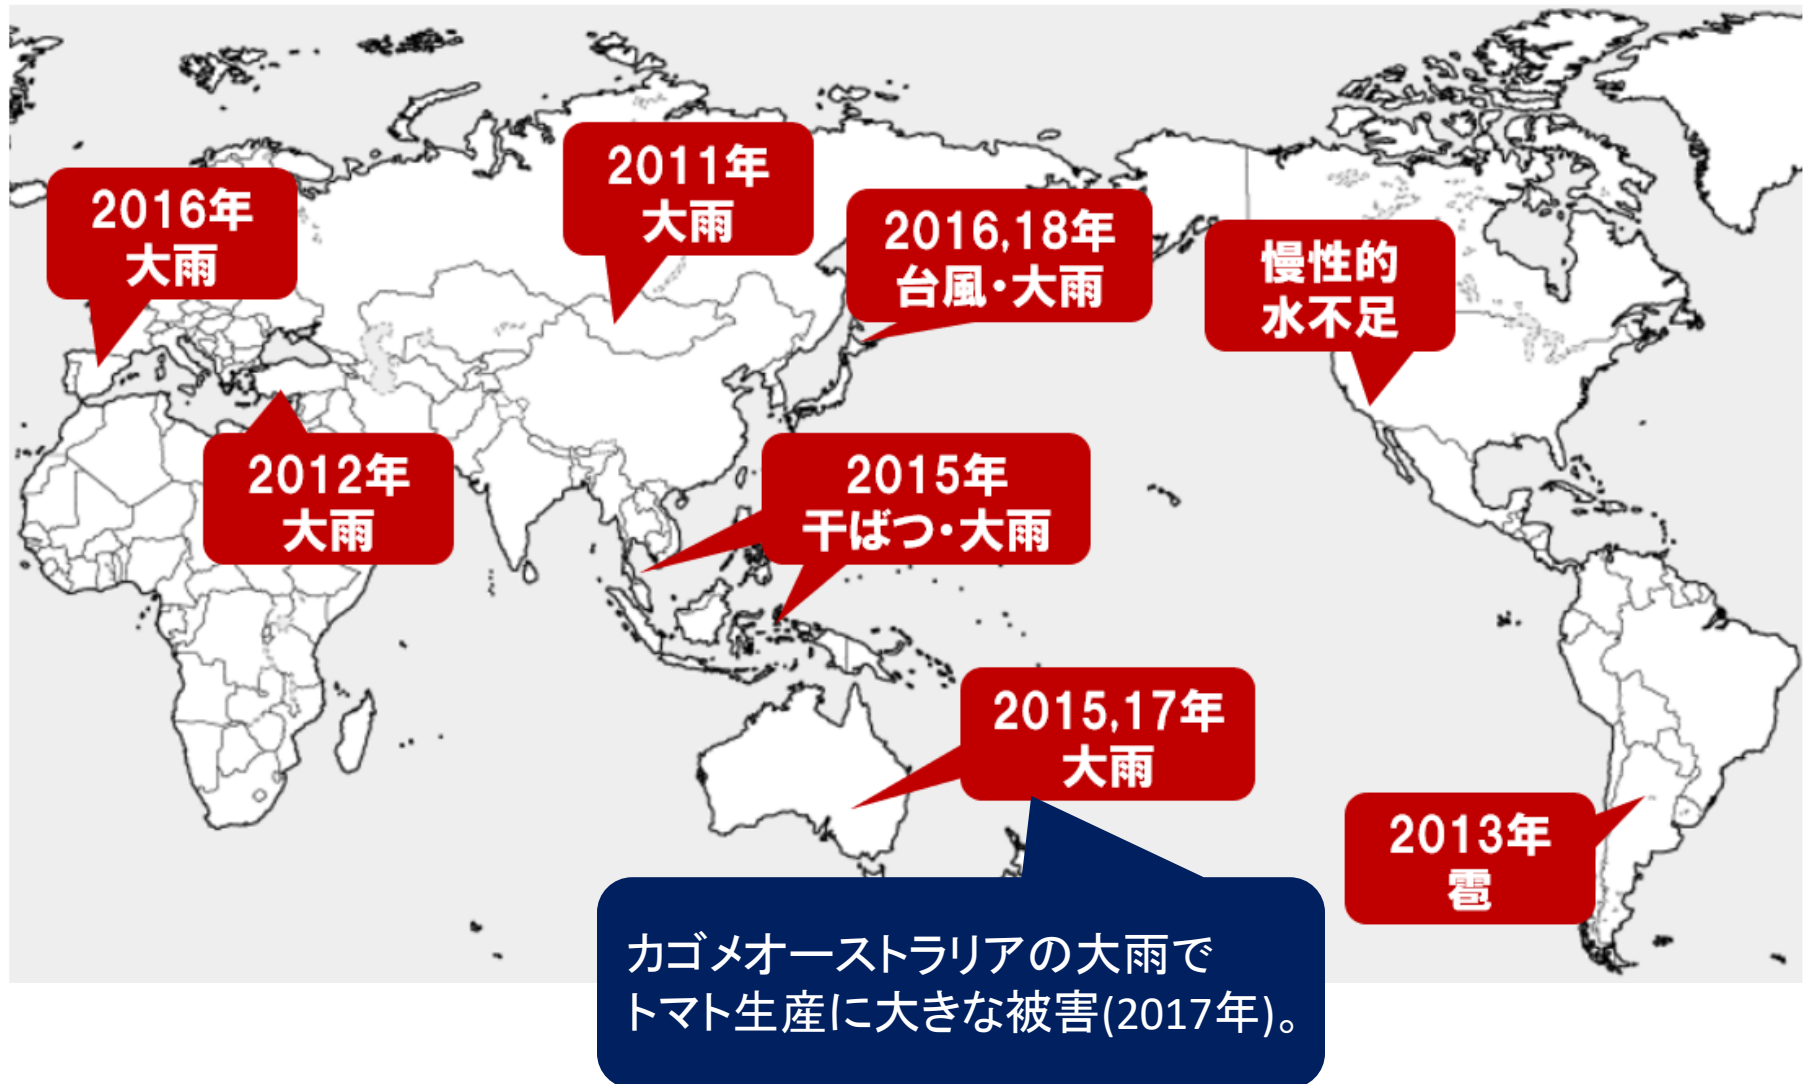 2011年
大雨
2016年
大雨
2016,18年
台風・大雨
慢性的
水不足
2012年
大雨
2015年
干ばつ・大雨
2015,17年
大雨
2013年
雹
カゴメオーストラリアの大雨で
トマト生産に大きな被害(2017年)。